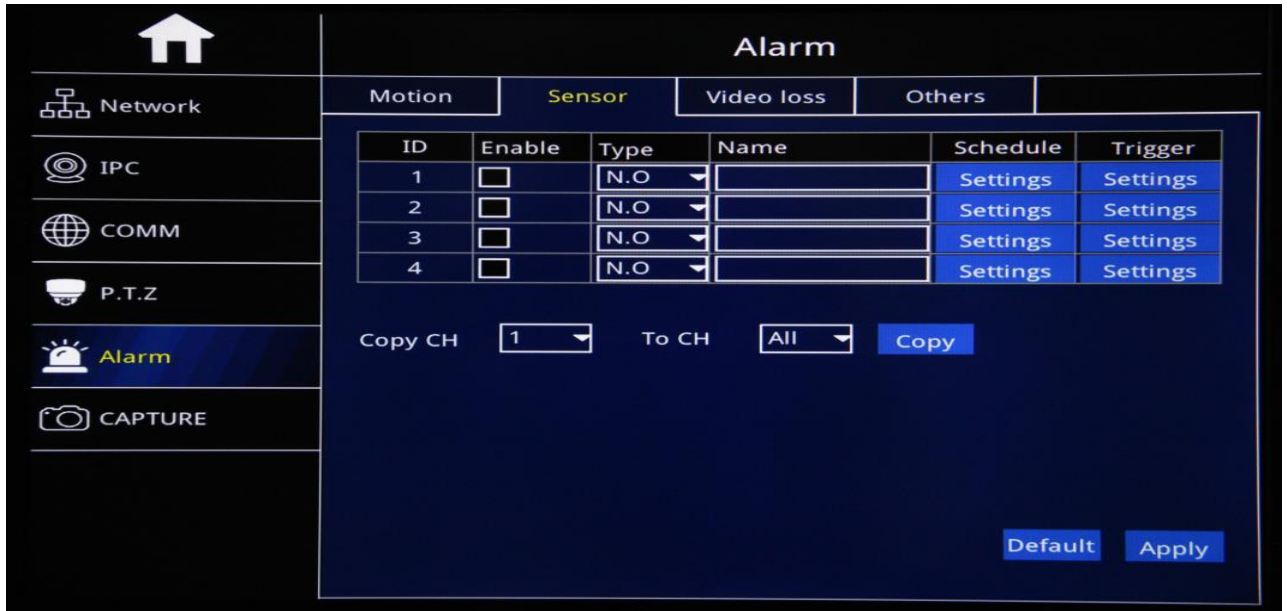 Alarm
Network
Motion Sensor Video loss Others
ID Enable Type Name Schedule Trigger
IPC
1 N.O Settings Settings
2 N.O Settings Settings
COMM
3 N.O Settings Settings
4 N.O Settings Settings
P.T.Z
Copy CH 1 To CH All Copy
Alarm
CAPTURE
Default Apply